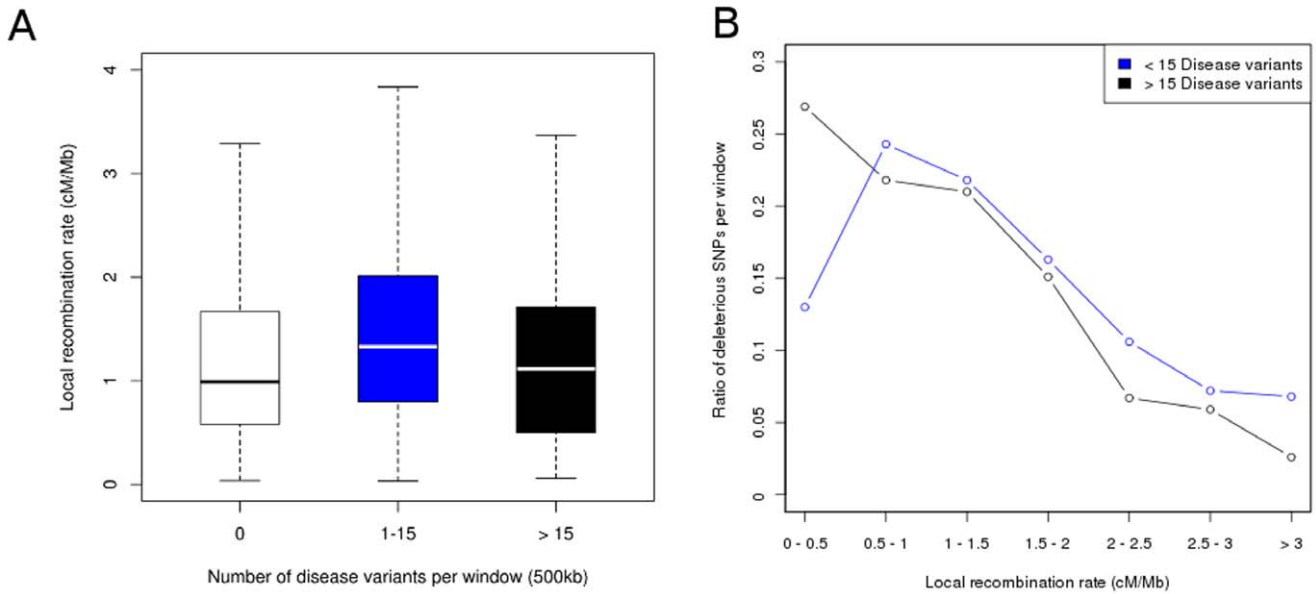 A
4
3
2
1
0
Local recombination rate (cM/Mb)
0
1-15
> 15
Number of disease variants per window (500kb)
B
< 15 Disease variants
> 15 Disease variants
0.3
0.25
0.2
0.15
0.1
0.05
0
Ratio of deleterious SNPs per window
0 - 0.5
0.5 - 1
1 - 1.5
1.5 - 2
2 - 2.5
2.5 - 3
> 3
Local recombination rate (cM/Mb)